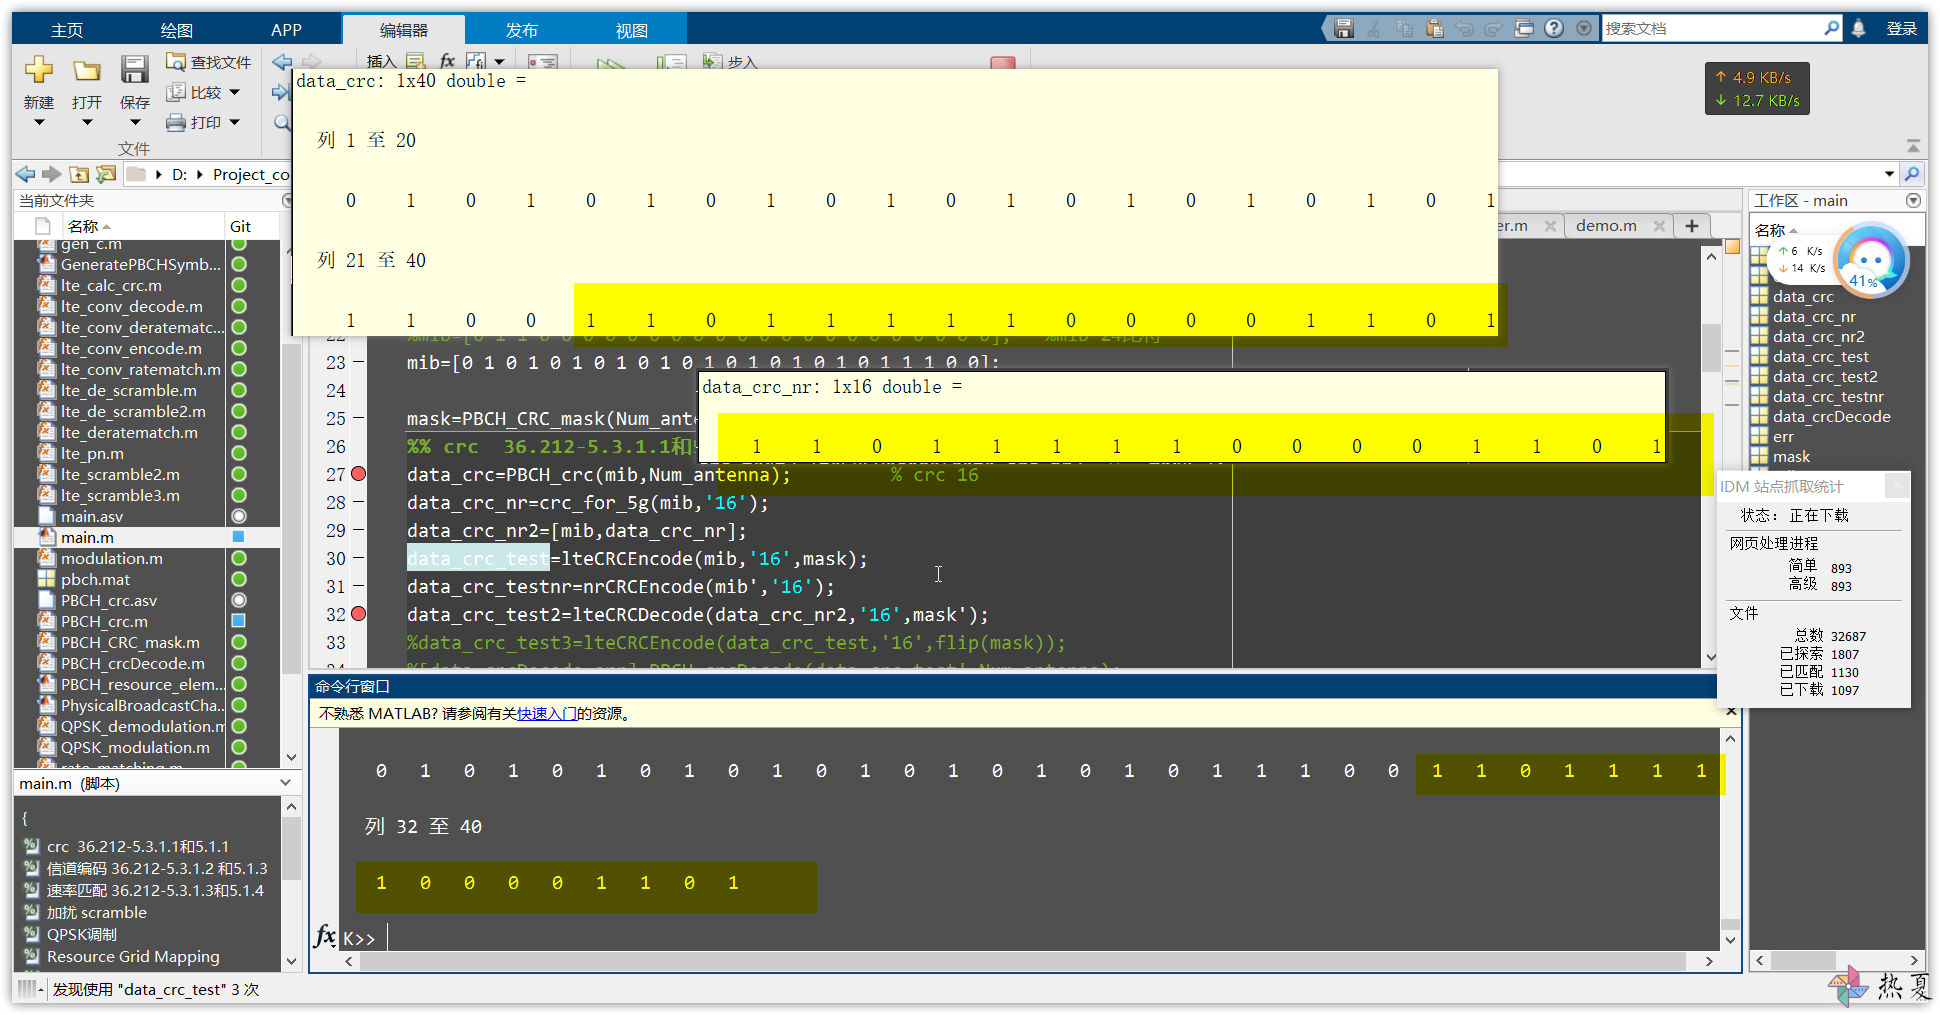 主页 绘图 APP 编辑器 发布 视图 搜索文档 登录
新建 打开 保存 查找文件 比较 打印 插入 fx 步入
文件
↑ 4.9 KB/s
↓ 12.7 KB/s
D: Project_co
data_crc: 1x40 double =
列 1 至 20
0 1 0 1 0 1 0 1 0 1 0 1 0 1 0 1 0 1 0 1
列 21 至 40
1 1 0 0 1 1 0 1 1 1 1 1 0 0 0 0 1 1 0 1
当前文件夹
名称 Git
gen_c.m
GeneratePBCHSymb...
lte_calc_crc.m
lte_conv_decode.m
lte_conv_deratematc...
lte_conv_encode.m
lte_conv_ratematch.m
lte_de_scramble.m
lte_de_scramble2.m
lte_deratematch.m
lte_pn.m
lte_scramble2.m
lte_scramble3.m
main.asv
main.m
modulation.m
pbch.mat
PBCH_crc.asv
PBCH_crc.m
PBCH_CRC_mask.m
PBCH_crcDecode.m
PBCH_resource_elem...
PhysicalBroadcastCha...
QPSK_demodulation.m
QPSK_modulation.m
rate_matching.m
main.m (脚本)
{
crc 36.212-5.3.1.1和5.1.1
信道编码 36.212-5.3.1.2 和5.1.3
速率匹配 36.212-5.3.1.3和5.1.4
加扰 scramble
QPSK调制
Resource Grid Mapping
er.m demo.m +
23 mib=[0 1 0 1 0 1 0 1 0 1 0 1 0 1 0 1 0 1 0 1 1 1 0 0];
24
25 mask=PBCH_CRC_mask(Num_ant
26 %% crc 36.212-5.3.1.1和
27 data_crc=PBCH_crc(mib,Num_antenna); % crc 16
28 data_crc_nr=crc_for_5g(mib,'16');
29 data_crc_nr2=[mib,data_crc_nr];
30 data_crc_test=lteCRCEncode(mib,'16',mask);
31 data_crc_testnr=nrCRCEncode(mib','16');
32 data_crc_test2=lteCRCDecode(data_crc_nr2,'16',mask');
33 %data_crc_test3=lteCRCEncode(data_crc_test,'16',flip(mask));
data_crc_nr: 1x16 double =
1 1 0 1 1 1 1 1 0 0 0 0 1 1 0 1
命令行窗口
不熟悉 MATLAB? 请参阅有关快速入门的资源。
0 1 0 1 0 1 0 1 0 1 0 1 0 1 0 1 0 1 0 1 1 1 0 0 1 1 0 1 1 1 1
列 32 至 40
1 0 0 0 0 1 1 0 1
fx K>>
工作区 - main
名称
↑ 6 K/s
↓ 14 K/s
41%
data_crc
data_crc_nr
data_crc_nr2
data_crc_test
data_crc_test2
data_crc_testnr
data_crcDecode
err
mask
IDM 站点抓取统计
状态: 正在下载
网页处理进程
简单 893
高级 893
文件
总数 32687
已探索 1807
已匹配 1130
已下载 1097
发现使用 "data_crc_test" 3 次
热夏